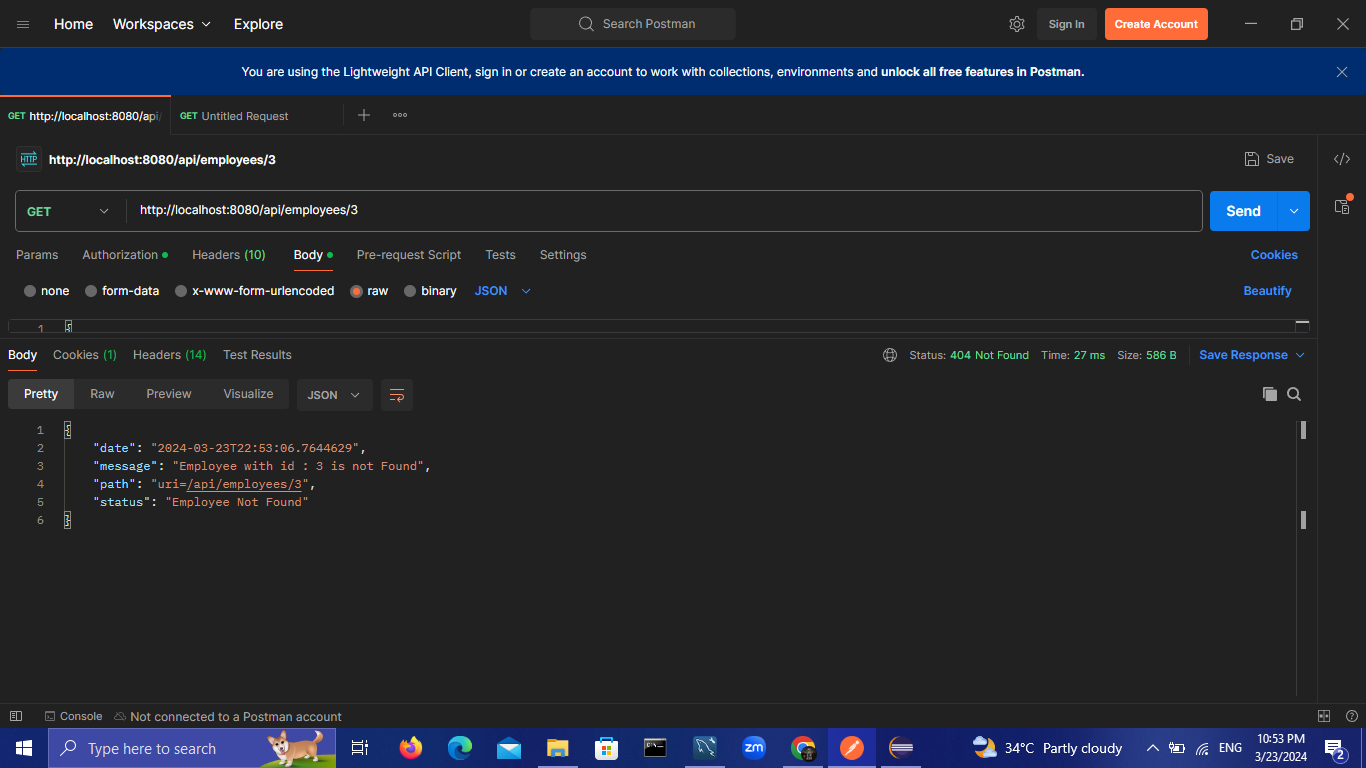 Home Workspaces Explore Search Postman Sign In Create Account
You are using the Lightweight API Client, sign in or create an account to work with collections, environments and unlock all free features in Postman.
GET http://localhost:8080/api/ GET Untitled Request
HTTP http://localhost:8080/api/employees/3 Save
GET http://localhost:8080/api/employees/3 Send
Params Authorization Headers (10) Body Pre-request Script Tests Settings Cookies
none form-data x-www-form-urlencoded raw binary JSON Beautify
1 {
Body Cookies (1) Headers (14) Test Results Status: 404 Not Found Time: 27 ms Size: 586 B Save Response
Pretty Raw Preview Visualize JSON
1 {
2 "date": "2024-03-23T22:53:06.7644629",
3 "message": "Employee with id : 3 is not Found",
4 "path": "uri=/api/employees/3",
5 "status": "Employee Not Found"
6 }
Console Not connected to a Postman account
Type here to search zm 34°C Partly cloudy ENG 10:53 PM
3/23/2024 2